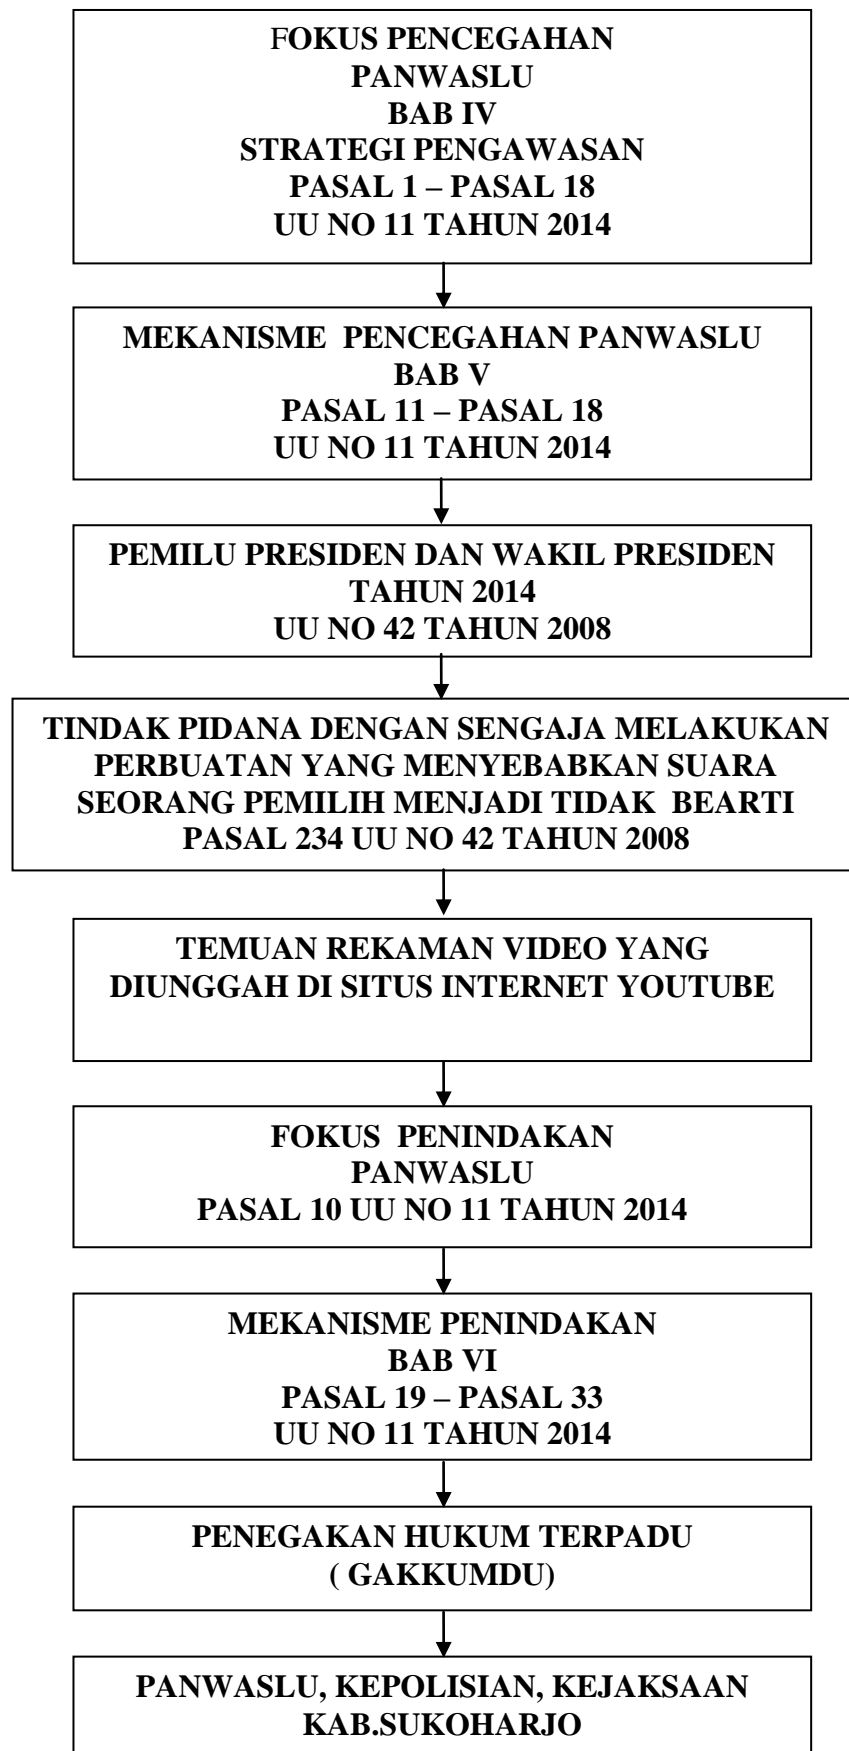 FOKUS PENCEGAHAN
PANWASLU
BAB IV
STRATEGI PENGAWASAN
PASAL 1 – PASAL 18
UU NO 11 TAHUN 2014
MEKANISME PENCEGAHAN PANWASLU
BAB V
PASAL 11 – PASAL 18
UU NO 11 TAHUN 2014
PEMILU PRESIDEN DAN WAKIL PRESIDEN
TAHUN 2014
UU NO 42 TAHUN 2008
TINDAK PIDANA DENGAN SENGAJA MELAKUKAN
PERBUATAN YANG MENYEBABKAN SUARA
SEORANG PEMILIH MENJADI TIDAK BEARTI
PASAL 234 UU NO 42 TAHUN 2008
TEMUAN REKAMAN VIDEO YANG
DIUNGGAH DI SITUS INTERNET YOUTUBE
FOKUS PENINDAKAN
PANWASLU
PASAL 10 UU NO 11 TAHUN 2014
MEKANISME PENINDAKAN
BAB VI
PASAL 19 – PASAL 33
UU NO 11 TAHUN 2014
PENEGAKAN HUKUM TERPADU
( GAKKUMDU)
PANWASLU, KEPOLISIAN, KEJAKSAAN
KAB.SUKOHARJO